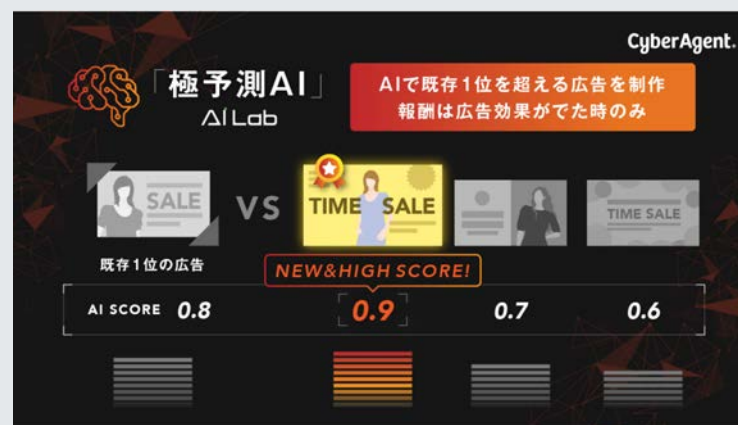 CyberAgent.
「極予測AI」
AI Lab
AIで既存1位を超える広告を制作
報酬は広告効果がでた時のみ
SALE
VS
TIME SALE
TIME SALE
既存1位の広告
NEW&HIGH SCORE!
AI SCORE 0.8 0.9 0.7 0.6